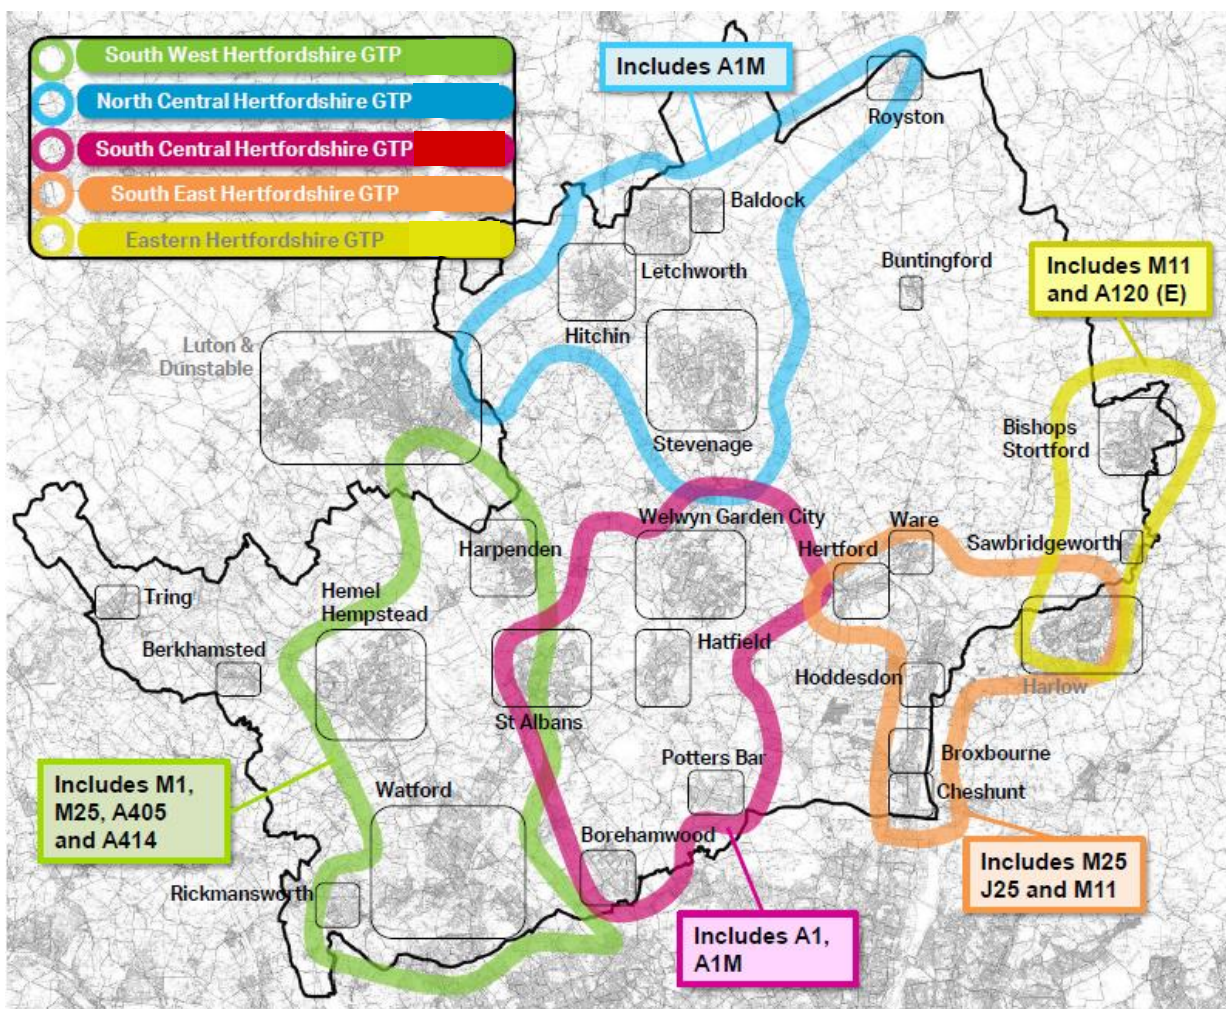 South West Hertfordshire GTP
North Central Hertfordshire GTP
South Central Hertfordshire GTP
South East Hertfordshire GTP
Eastern Hertfordshire GTP
Includes A1M
Royston
Baldock
Letchworth
Buntingford
Includes M11
and A120 (E)
Hitchin
Luton &
Dunstable
Stevenage
Bishops
Stortford
Welwyn Garden City
Ware
Harpenden
Hertford
Sawbridgeworth
Tring
Hemel
Hempstead
Berkhamsted
Hatfield
Hoddesdon
Harlow
St Albans
Potters Bar
Broxbourne
Cheshunt
Includes M1,
M25, A405
and A414
Watford
Borehamwood
Rickmansworth
Includes M25
J25 and M11
Includes A1,
A1M